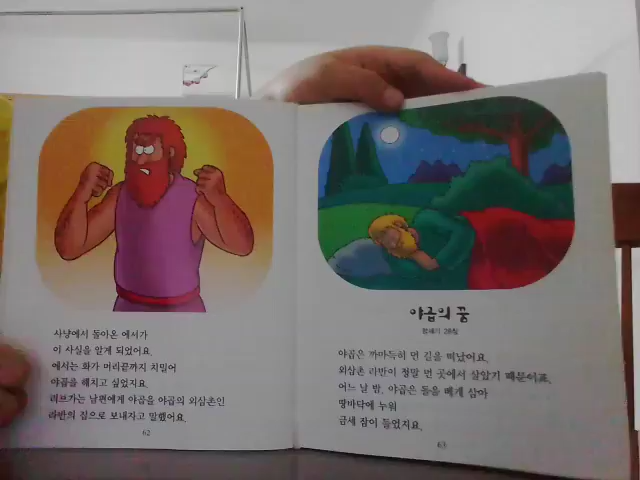 사냥에서 돌아온 에서가
이 사실을 알게 되었어요.
에서는 화가 머리끝까지 치밀어
야곱을 해치고 싶었지요.
리브가는 남편에게 야곱을 야곱의 외삼촌인
라반의 집으로 보내자고 말했어요.
62
야곱의 꿈
창세기 28장
야곱은 까마득히 먼 길을 떠났어요.
외삼촌 라반이 정말 먼 곳에서 살았기 때문이죠.
어느 날 밤, 야곱은 돌을 베개 삼아
땅바닥에 누워
금세 잠이 들었지요.
63